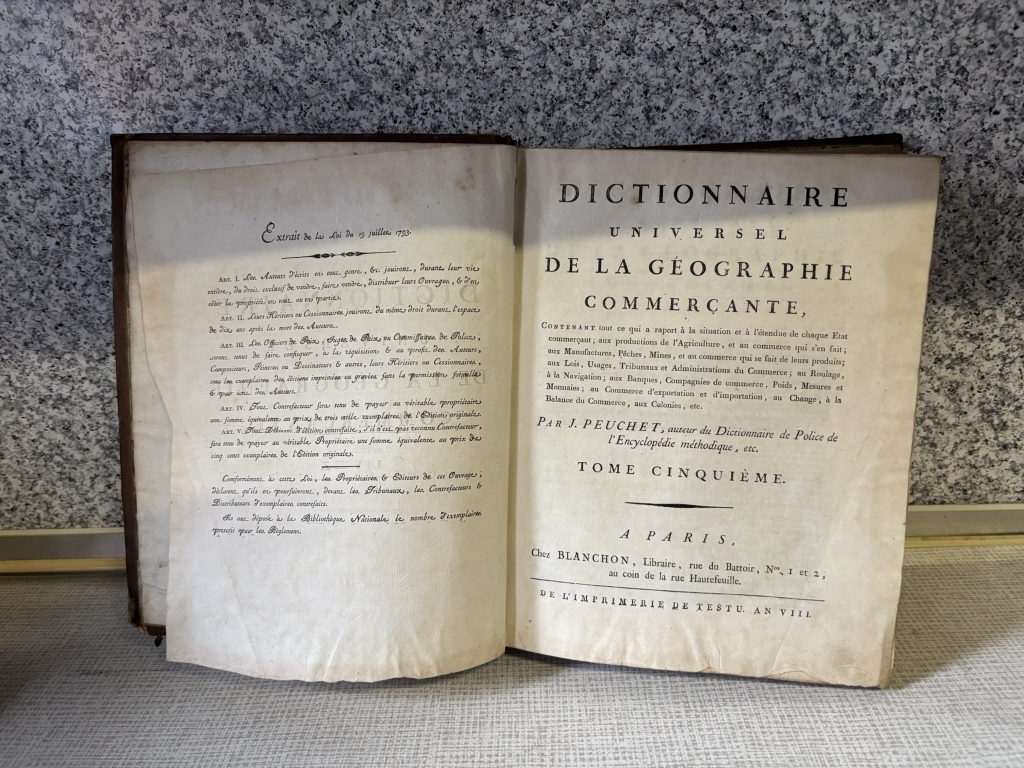 Extrait de la Loi du 19 juillet 1793.
ART. I. Les Auteurs d'écrits en tout genre, &c. jouiront, durant leur vie
entière, du droit exclusif de vendre, faire vendre, distribuer leurs Ouvrages, & d'en
céder la propriété en tout ou en partie.
ART. II. Leurs Héritiers ou Cessionnaires jouiront du même droit durant l'espace
de dix ans après la mort des Auteurs.
ART. III. Les Officiers de Paix, Juges de Paix ou Commissaires de Police,
seront tenus de faire confisquer, à la réquisition & au profit des Auteurs,
Compositeurs, Peintres ou Dessinateurs & autres, leurs Héritiers ou Cessionnaires,
tous les exemplaires des éditions imprimées ou gravées sans la permission formelle
& par écrit des Auteurs.
ART. IV. Tout Contrefacteur sera tenu de payer au véritable propriétaire
une somme équivalente au prix de trois mille exemplaires de l'Edition originale.
ART. V. Tout Débitant d'édition contrefaite, s'il n'est pas reconnu Contrefacteur,
sera tenu de payer au véritable Propriétaire une somme équivalente au prix de
cinq cents exemplaires de l'Edition originale.
Conformément à cette Loi, les Propriétaires & Editeurs de cet Ouvrage,
déclarent qu'ils en poursuivront, devant les Tribunaux, les Contrefacteurs &
Distributeurs d'exemplaires contrefaits.
Ils ont déposé à la Bibliothèque Nationale le nombre d'exemplaires
prescrit par les Réglemens.
DICTIONNAIRE
UNIVERSEL
DE LA GÉOGRAPHIE
COMMERÇANTE,
CONTENANT tout ce qui a raport à la situation et à l'étendue de chaque Etat
commerçant; aux productions de l'Agriculture, et au commerce qui s'en fait;
aux Manufactures, Pêches, Mines, et au commerce qui se fait de leurs produits;
aux Lois, Usages, Tribunaux et Administrations du Commerce; au Roulage,
à la Navigation; aux Banques, Compagnies de commerce, Poids, Mesures et
Monnaies; au Commerce d'exportation et d'importation, au Change, à la
Balance du Commerce, aux Colonies, etc.
PAR J. PEUCHET, auteur du Dictionnaire de Police de
l'Encyclopédie méthodique, etc.
TOME CINQUIÈME.
A PARIS,
Chez BLANCHON, Libraire, rue du Battoir, Nos. 1 et 2,
au coin de la rue Hautefeuille.
DE L'IMPRIMERIE DE TESTU. AN VIII.